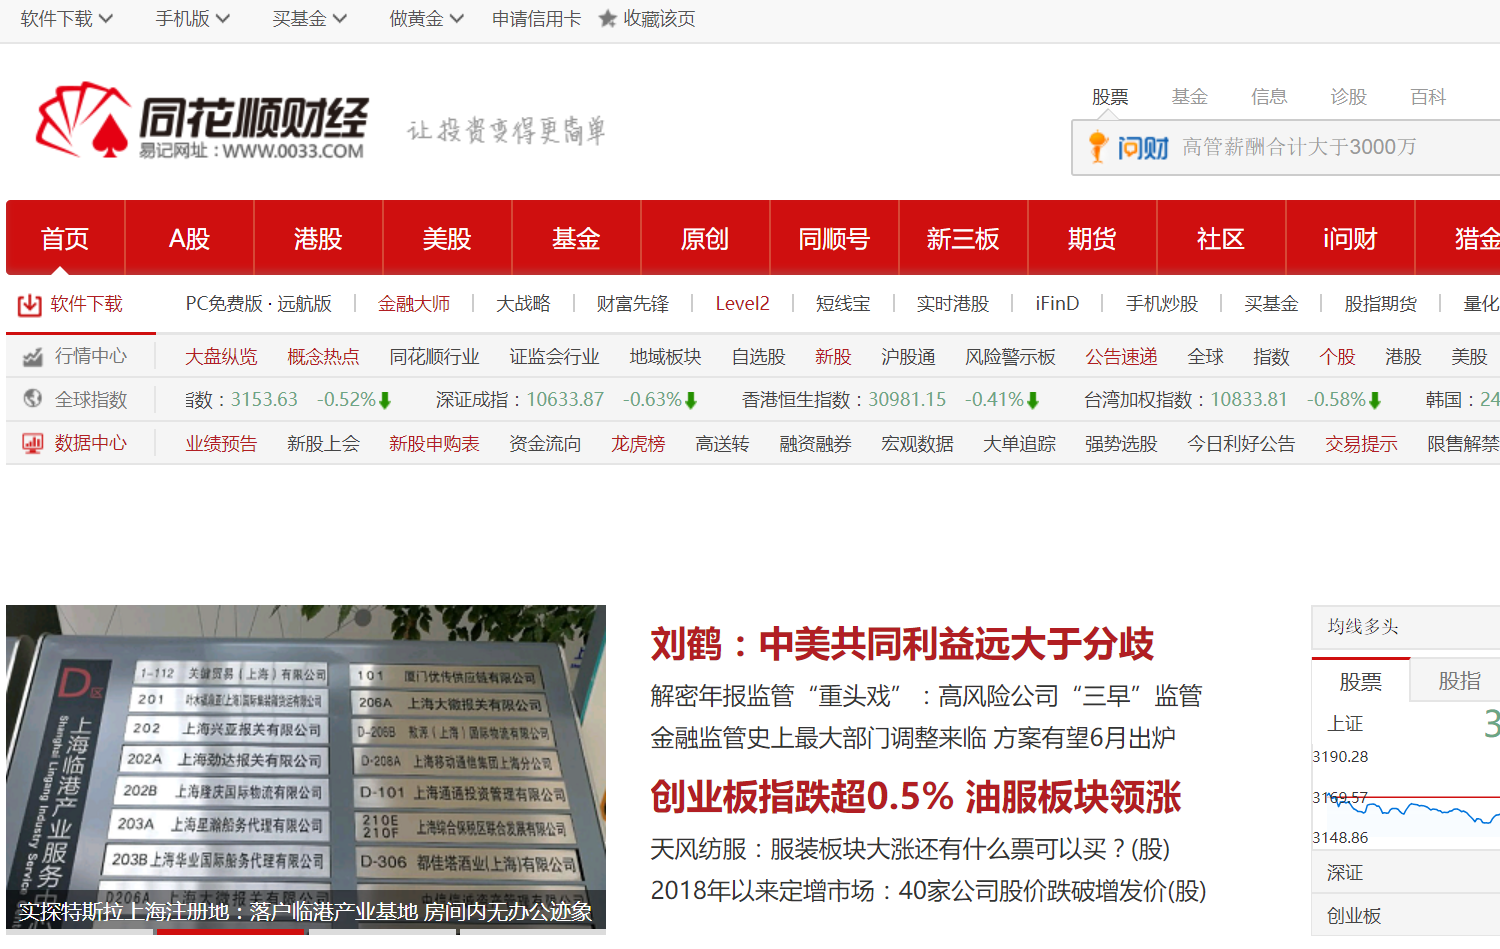 软件下载 手机版 买基金 做黄金 申请信用卡 收藏该页
同花顺财经
易记网址：WWW.0033.COM
让投资变得更简单
股票 基金 信息 诊股 百科
问财 高管薪酬合计大于3000万
首页 A股 港股 美股 基金 原创 同顺号 新三板 期货 社区 i问财 猎金
软件下载 PC免费版 · 远航版 金融大师 大战略 财富先锋 Level2 短线宝 实时港股 iFinD 手机炒股 买基金 股指期货 量化
行情中心 大盘纵览 概念热点 同花顺行业 证监会行业 地域板块 自选股 新股 沪股通 风险警示板 公告速递 全球 指数 个股 港股 美股
全球指数 指数：3153.63 -0.52% 深证成指：10633.87 -0.63% 香港恒生指数：30981.15 -0.41% 台湾加权指数：10833.81 -0.58% 韩国：24
数据中心 业绩预告 新股上会 新股申购表 资金流向 龙虎榜 高送转 融资融券 宏观数据 大单追踪 强势选股 今日利好公告 交易提示 限售解禁
D区
上海临港产业服务中心
Shanghai Lingang Industry Service
1-112 美健贸易（上海）有限公司
201
202 上海兴亚报关有限公司
202A 上海劲达报关有限公司
202B 上海隆庆国际物流有限公司
203A 上海星瀚船务代理有限公司
203B 上海华业国际船务代理有限公司
D206A 上海大微报关有限公司
101 厦门优传供应链有限公司
206A 上海大微报关有限公司
D-206B （上海）国际物流有限公司
D-208A 上海移动通信集团上海分公司
D-101 上海通通投资管理有限公司
210E
210F 上海综合保税区联合发展有限公司
D-306 都佳塔酒业(上海)有限公司
实探特斯拉上海注册地：落户临港产业基地 房间内无办公迹象
刘鹤：中美共同利益远大于分歧
解密年报监管“重头戏”：高风险公司“三早”监管
金融监管史上最大部门调整来临 方案有望6月出炉
创业板指跌超0.5% 油服板块领涨
天风纺服：服装板块大涨还有什么票可以买？(股)
2018年以来定增市场：40家公司股价跌破增发价(股)
均线多头
股票 股指
上证 3
3190.28
3169.57
3148.86
深证
创业板